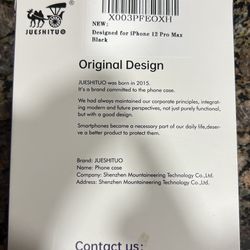 JUESHITUO®
X003PFEOXH
NEW:
Designed for iPhone 12 Pro Max
Black
Original Design
JUESHITUO was born in 2015.
It's a brand committed to the phone case.
We had always maintained our corporate principles, integrat-
ing modern and future perspectives, not just purely functional,
but with a good design.
Smartphones became a necessary part of our daily life,deser-
ve a better product to protect them.
Brand: JUESHITUO
Name: Phone case
Company: Shenzhen Mountaineering Technology Co.,Ltd.
Address: Shenzhen Mountaineering Technology Co.,Ltd.
Contact us: